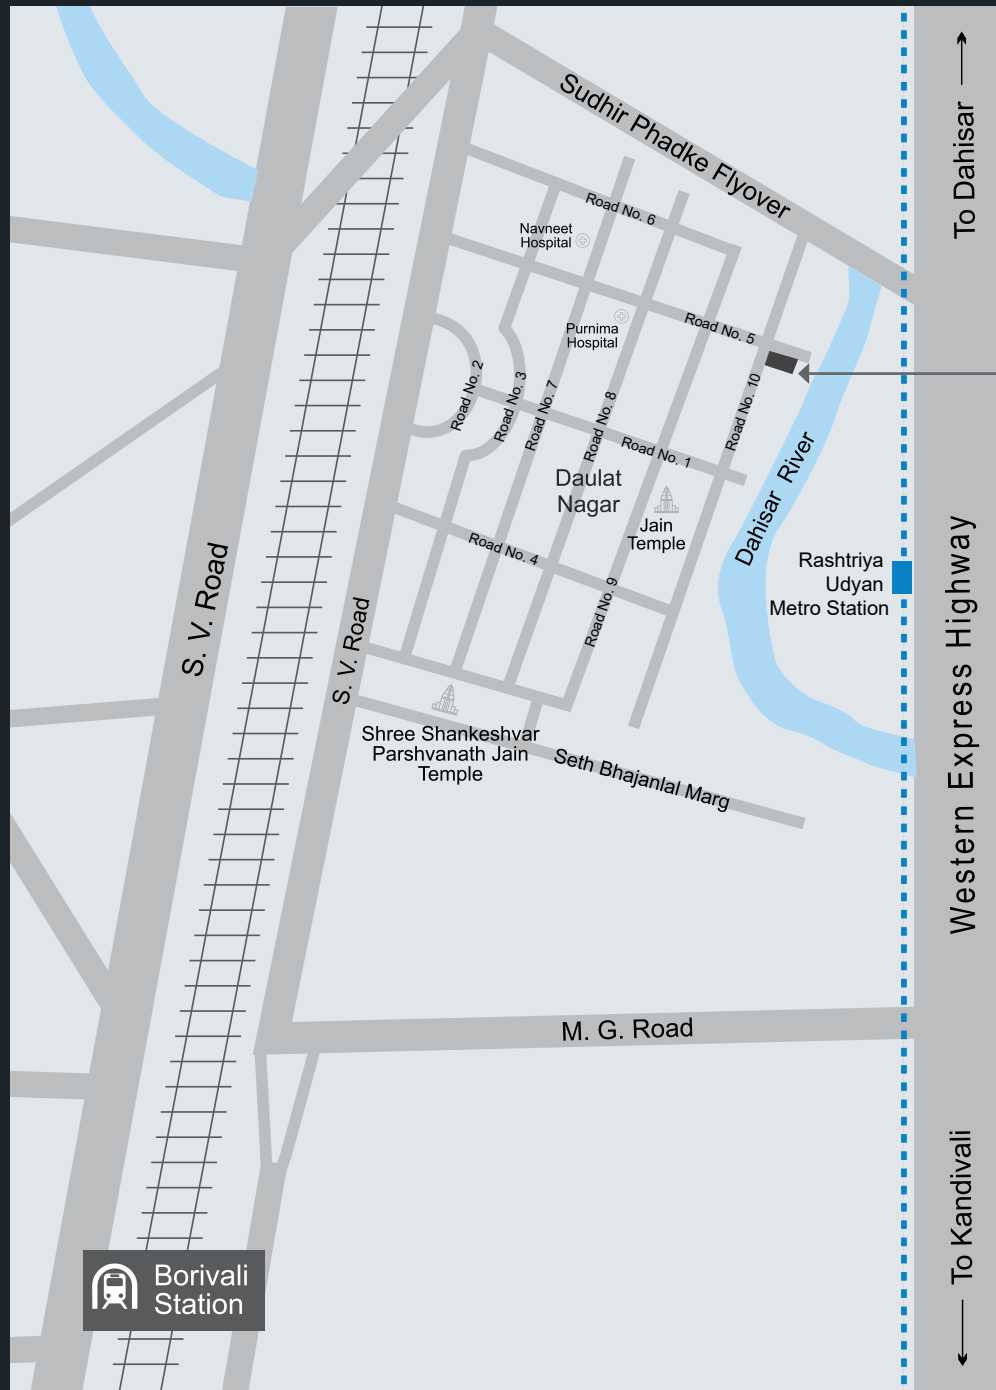 Sudhir Phadke Flyover
To Dahisar
Road No. 6
Navneet
Hospital
Purnima
Hospital
Road No. 5
Road No. 2
Road No. 3
Road No. 7
Road No. 8
Road No. 10
Road No. 1
Daulat
Nagar
Jain
Temple
Dahisar River
Road No. 4
Road No. 9
Rashtriya
Udyan
Metro Station
S. V. Road
S. V. Road
Western Express Highway
Shree Shankeshvar
Parshvanath Jain
Temple
Seth Bhajanlal Marg
M. G. Road
To Kandivali
Borivali
Station